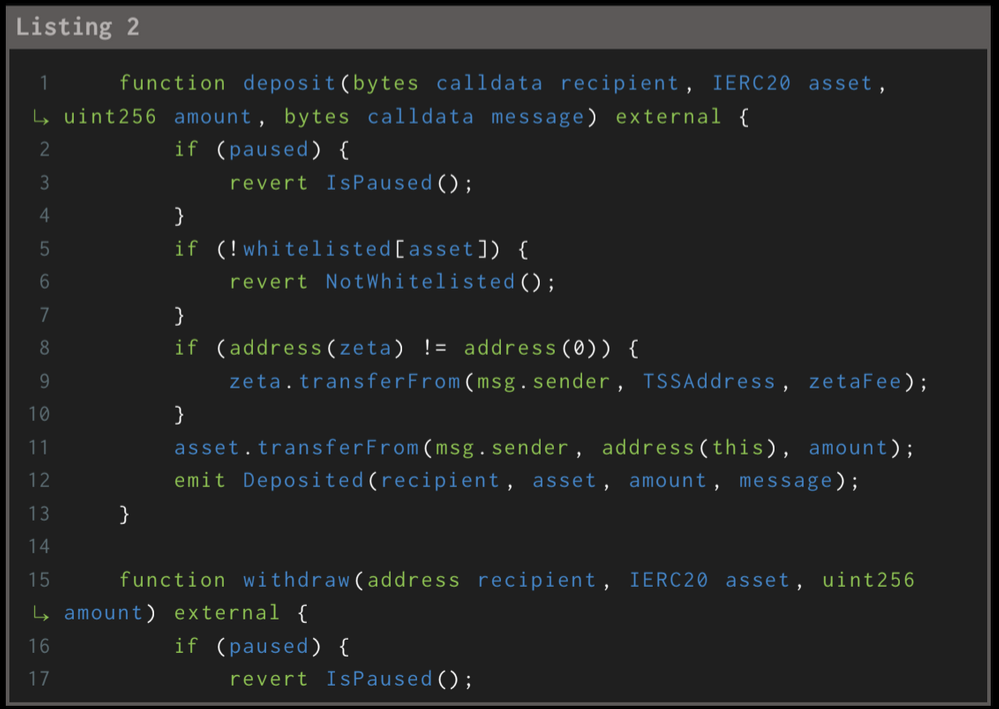 Listing 2
1 function deposit(bytes calldata recipient, IERC20 asset,
↳ uint256 amount, bytes calldata message) external {
2 if (paused) {
3 revert IsPaused();
4 }
5 if (!whitelisted[asset]) {
6 revert NotWhitelisted();
7 }
8 if (address(zeta) != address(0)) {
9 zeta.transferFrom(msg.sender, TSSAddress, zetaFee);
10 }
11 asset.transferFrom(msg.sender, address(this), amount);
12 emit Deposited(recipient, asset, amount, message);
13 }
14
15 function withdraw(address recipient, IERC20 asset, uint256
↳ amount) external {
16 if (paused) {
17 revert IsPaused();